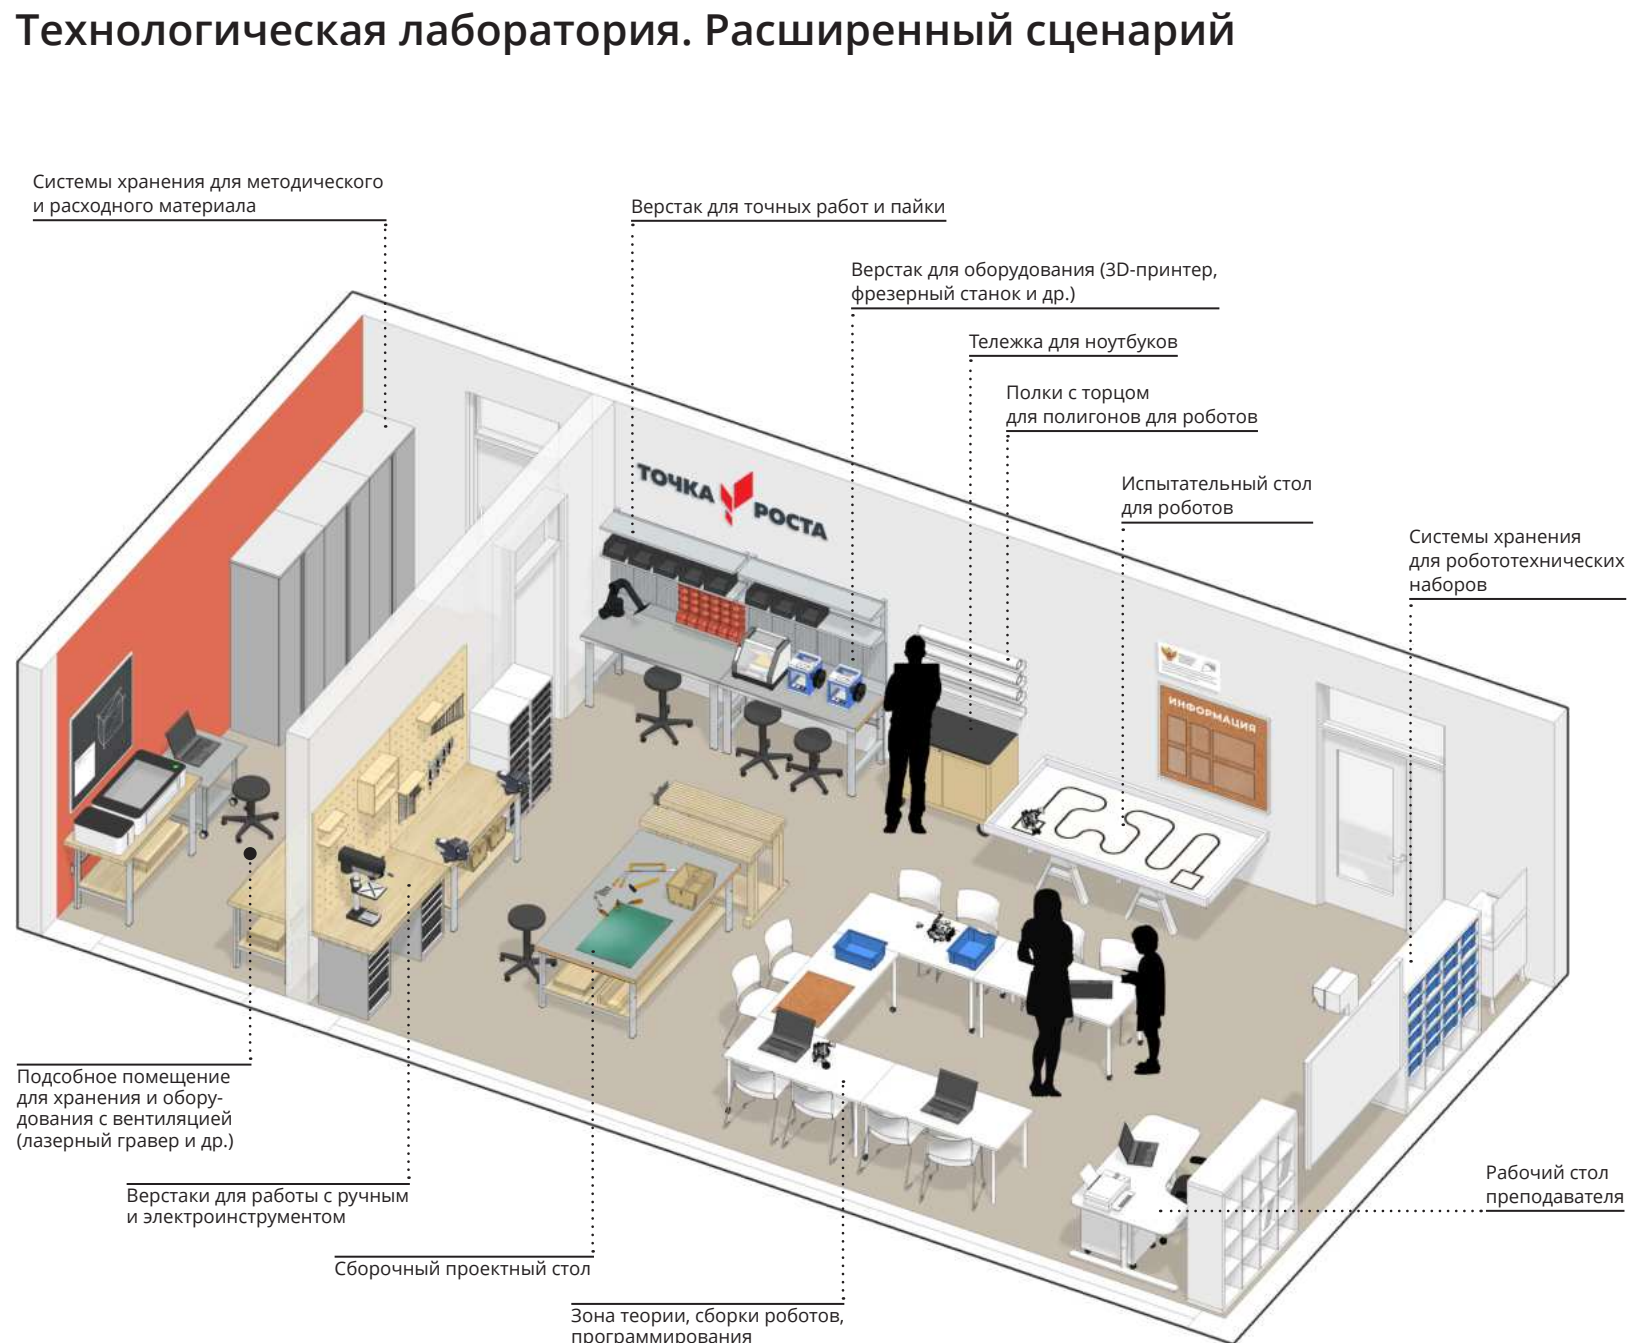 Технологическая лаборатория. Расширенный сценарий
Системы хранения для методического
и расходного материала
Верстак для точных работ и пайки
Верстак для оборудования (3D-принтер,
фрезерный станок и др.)
Тележка для ноутбуков
Полки с торцом
для полигонов для роботов
Испытательный стол
для роботов
Системы хранения
для робототехнических
наборов
ТОЧКА
РОСТА
ИНФОРМАЦИЯ
Подсобное помещение
для хранения и обору-
дования с вентиляцией
(лазерный гравер и др.)
Верстаки для работы с ручным
и электроинструментом
Сборочный проектный стол
Зона теории, сборки роботов,
программирования
Рабочий стол
преподавателя